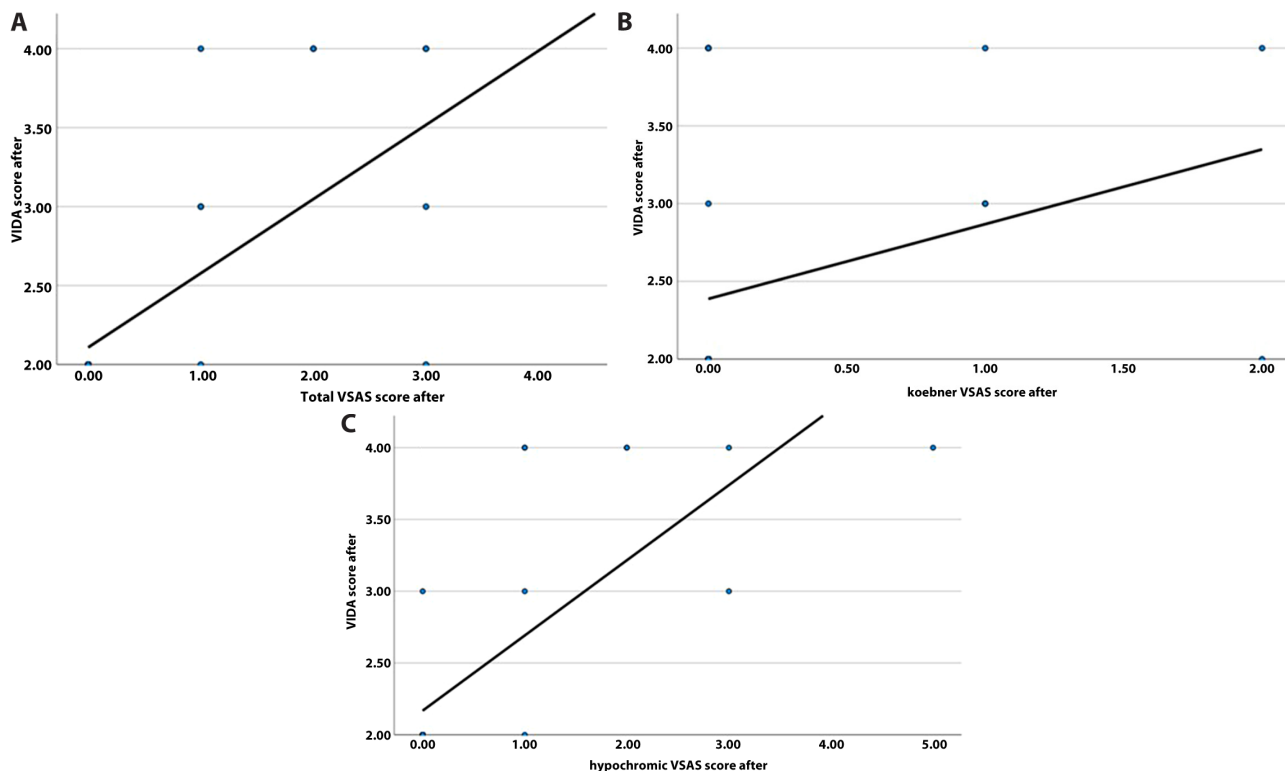 A
VIDA score after
4.00
3.50
3.00
2.50
2.00
0.00 1.00 2.00 3.00 4.00
Total VSAS score after
B
VIDA score after
4.00
3.50
3.00
2.50
2.00
0.00 0.50 1.00 1.50 2.00
koebner VSAS score after
C
VIDA score after
4.00
3.50
3.00
2.50
2.00
0.00 1.00 2.00 3.00 4.00 5.00
hypochromic VSAS score after